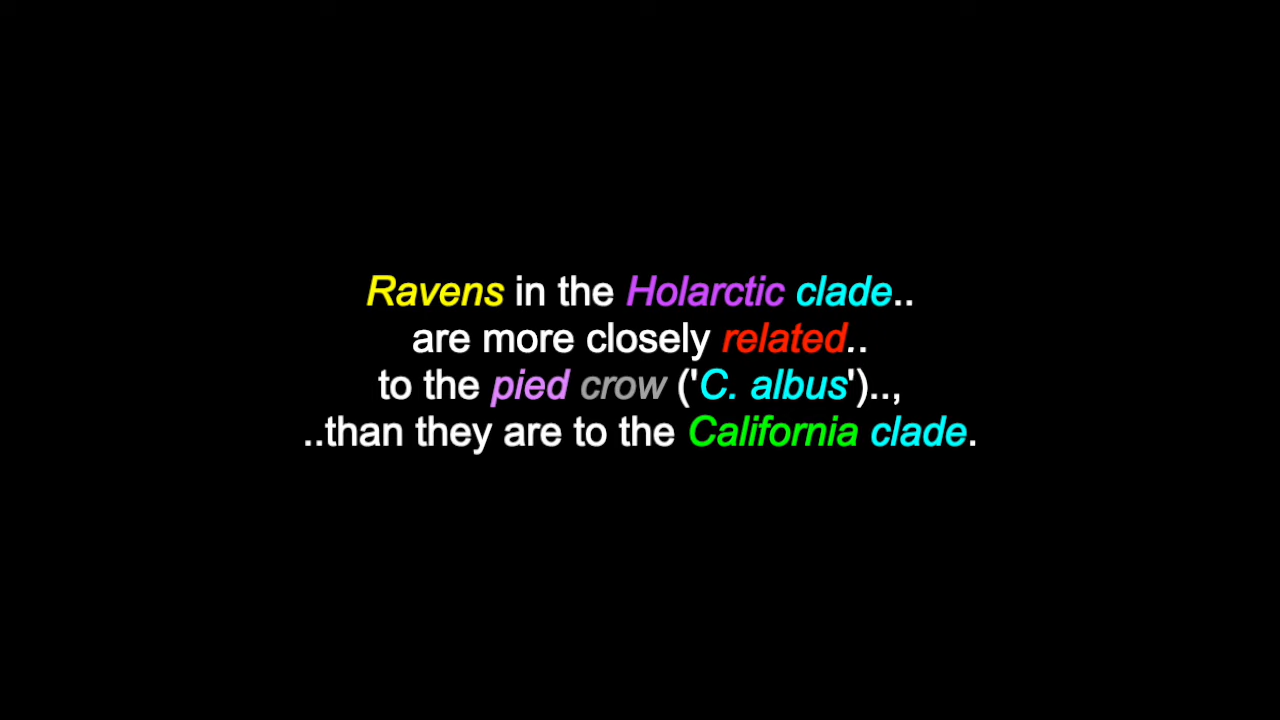 Ravens in the Holarctic clade..
are more closely related..
to the pied crow ('C. albus')..,
..than they are to the California clade.